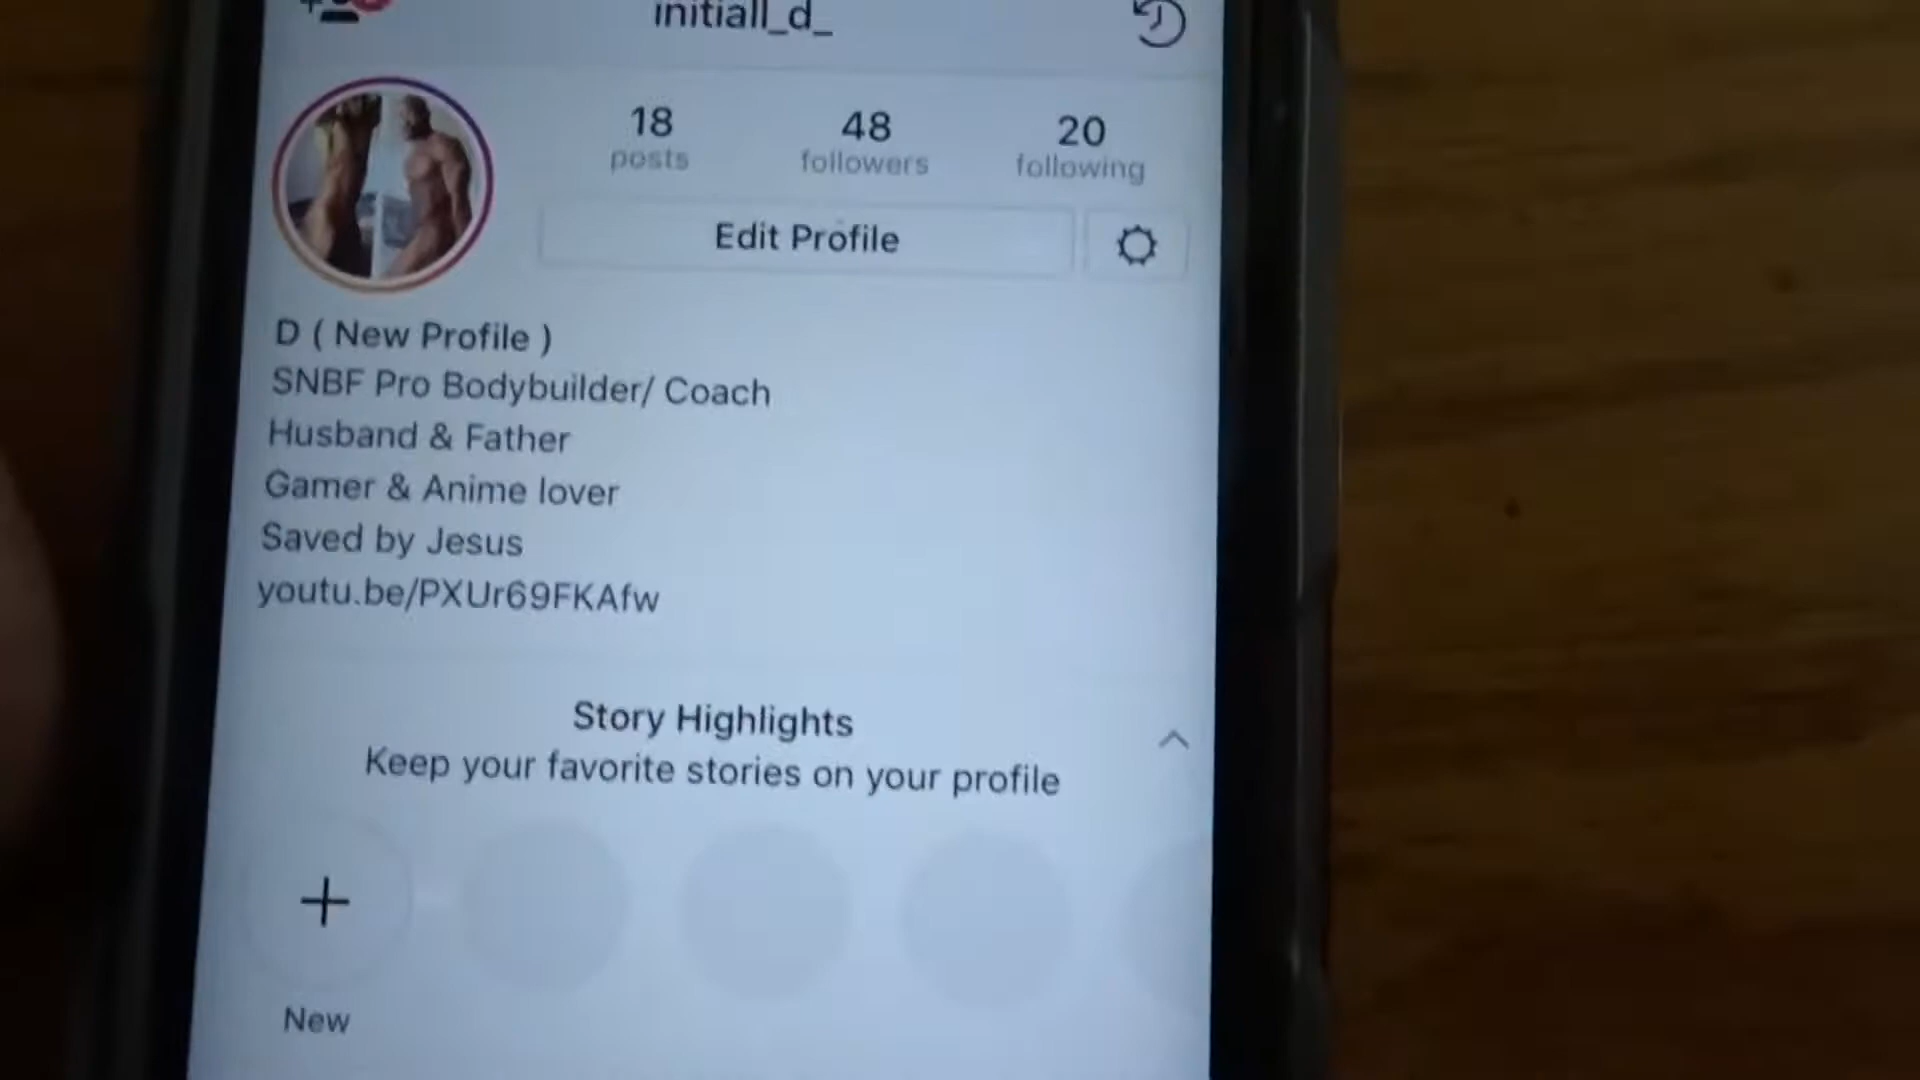 initiall_d_
18
posts
48
followers
20
following
Edit Profile
D ( New Profile )
SNBF Pro Bodybuilder/ Coach
Husband & Father
Gamer & Anime lover
Saved by Jesus
youtu.be/PXUr69FKAfw
Story Highlights
Keep your favorite stories on your profile
New